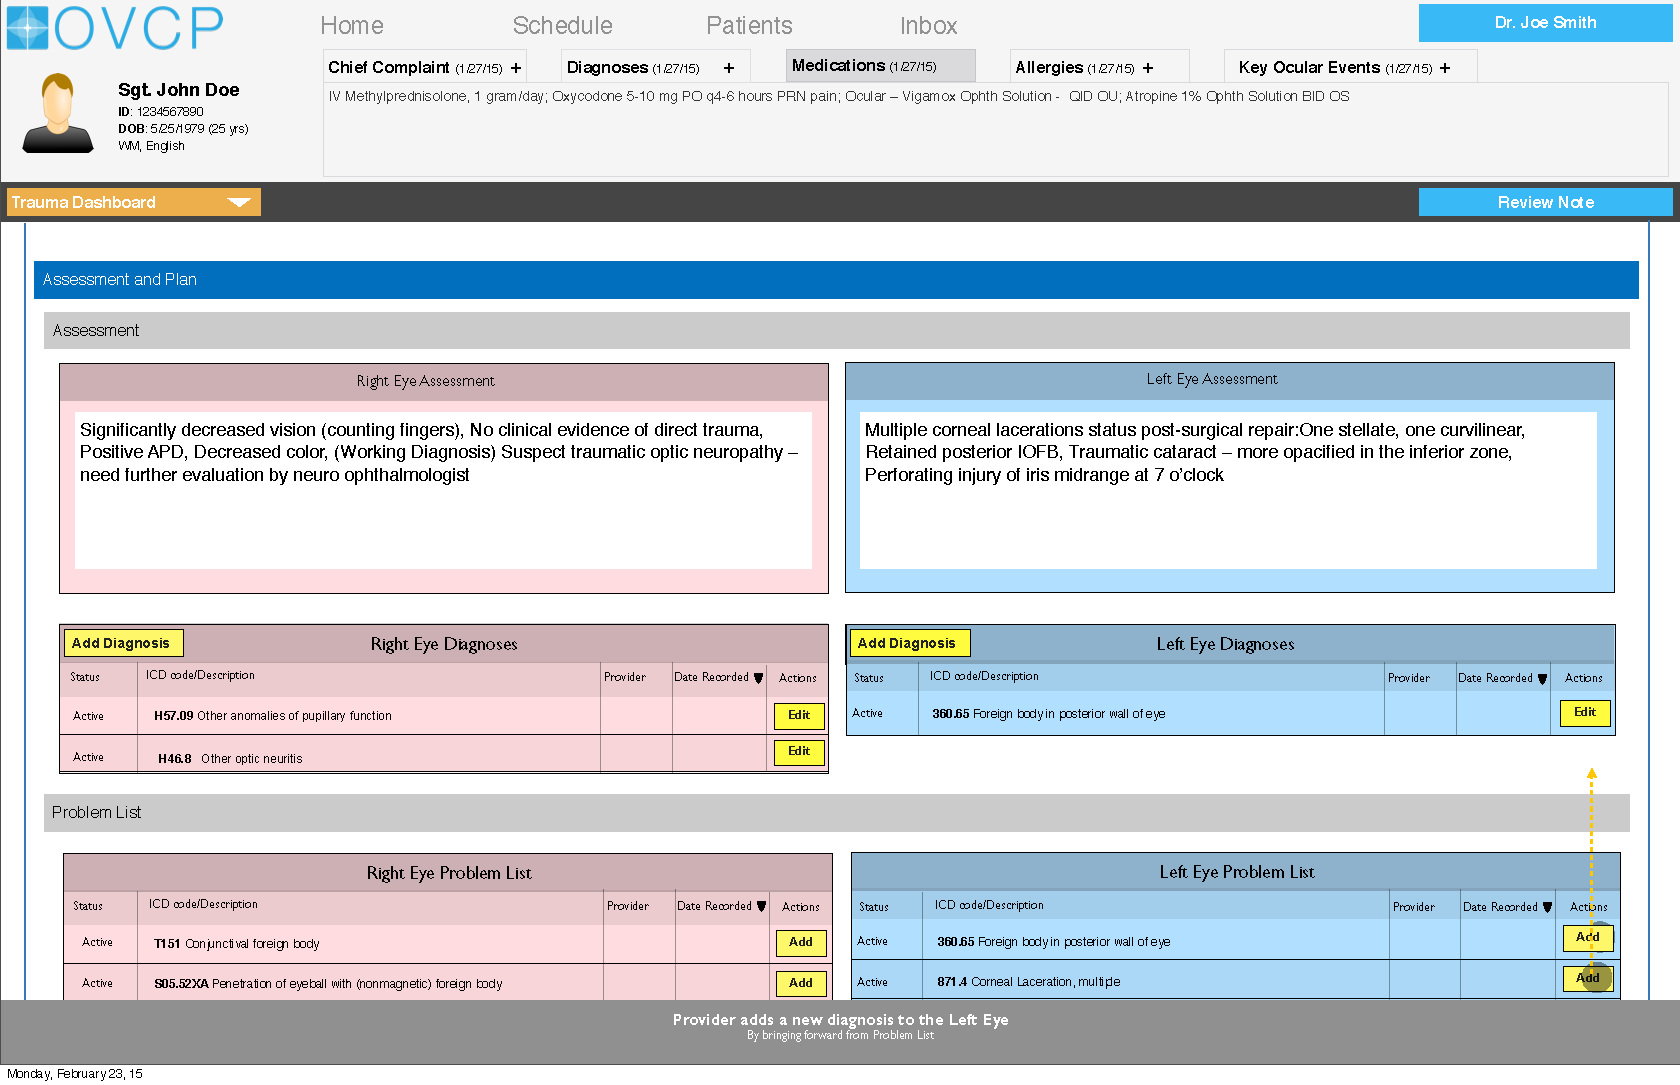 OVCP
Home
Schedule
Patients
Inbox
Dr. Joe Smith
Sgt. John Doe
ID: 1234567890
DOB: 5/25/1979 (25 yrs)
WM, English
Chief Complaint (1/27/15) +
Diagnoses (1/27/15) +
Medications (1/27/15)
Allergies (1/27/15) +
Key Ocular Events (1/27/15) +
IV Methylprednisolone, 1 gram/day; Oxycodone 5-10 mg PO q4-6 hours PRN pain; Ocular – Vigamox Ophth Solution - QID OU; Atropine 1% Ophth Solution BID OS
Trauma Dashboard
Review Note
Assessment and Plan
Assessment
Right Eye Assessment
Significantly decreased vision (counting fingers), No clinical evidence of direct trauma,
Positive APD, Decreased color, (Working Diagnosis) Suspect traumatic optic neuropathy –
need further evaluation by neuro ophthalmologist
Left Eye Assessment
Multiple corneal lacerations status post-surgical repair:One stellate, one curvilinear,
Retained posterior IOFB, Traumatic cataract – more opacified in the inferior zone,
Perforating injury of iris midrange at 7 o'clock
Add Diagnosis
Right Eye Diagnoses
Status ICD code/Description Provider Date Recorded Actions
Active H57.09 Other anomalies of pupillary function Edit
Active H46.8 Other optic neuritis Edit
Add Diagnosis
Left Eye Diagnoses
Status ICD code/Description Provider Date Recorded Actions
Active 360.65 Foreign body in posterior wall of eye Edit
Problem List
Right Eye Problem List
Status ICD code/Description Provider Date Recorded Actions
Active T151 Conjunctival foreign body Add
Active S05.52XA Penetration of eyeball with (nonmagnetic) foreign body Add
Left Eye Problem List
Status ICD code/Description Provider Date Recorded Actions
Active 360.65 Foreign body in posterior wall of eye Add
Active 871.4 Corneal Laceration, multiple Add
Provider adds a new diagnosis to the Left Eye
By bringing forward from Problem List
Monday, February 23, 15